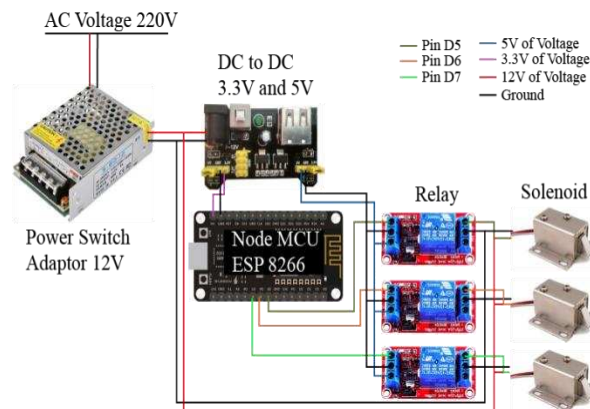 AC Voltage 220V
DC to DC
3.3V and 5V
Pin D5
Pin D6
Pin D7
5V of Voltage
3.3V of Voltage
12V of Voltage
Ground
Relay
Solenoid
Power Switch
Adaptor 12V
Node MCU
ESP 8266